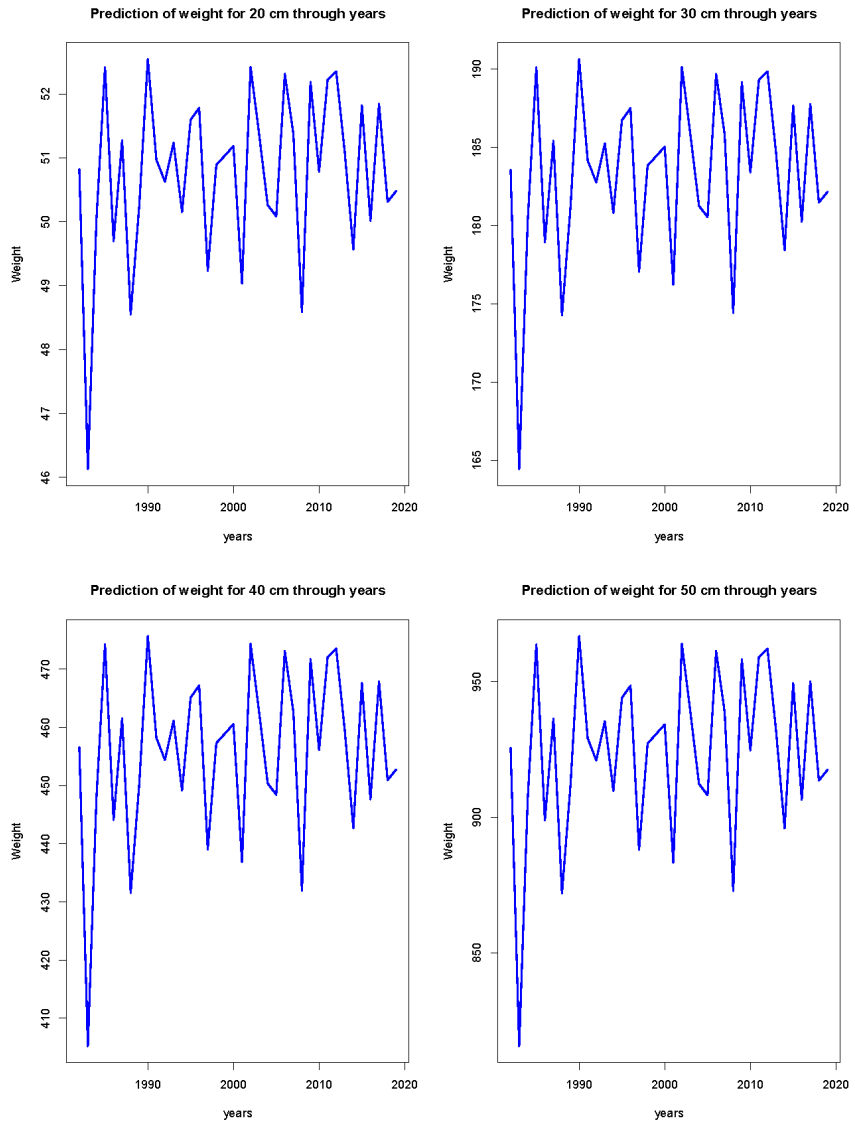 Prediction of weight for 20 cm through years
Weight
52
51
50
49
48
47
46
1990 2000 2010 2020
years
Prediction of weight for 30 cm through years
Weight
190
185
180
175
170
165
1990 2000 2010 2020
years
Prediction of weight for 40 cm through years
Weight
470
460
450
440
430
420
410
1990 2000 2010 2020
years
Prediction of weight for 50 cm through years
Weight
950
900
850
1990 2000 2010 2020
years